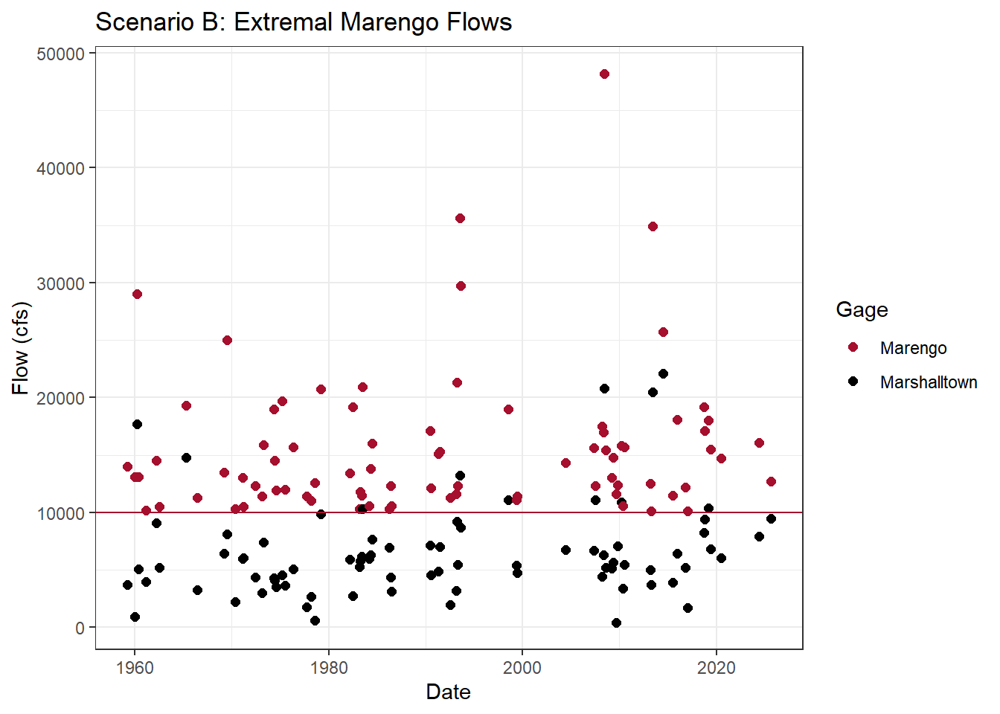 Scenario B: Extremal Marengo Flows
50000
40000
30000
20000
10000
0
Flow (cfs)
1960 1980 2000 2020
Date
Gage
Marengo
Marshalltown